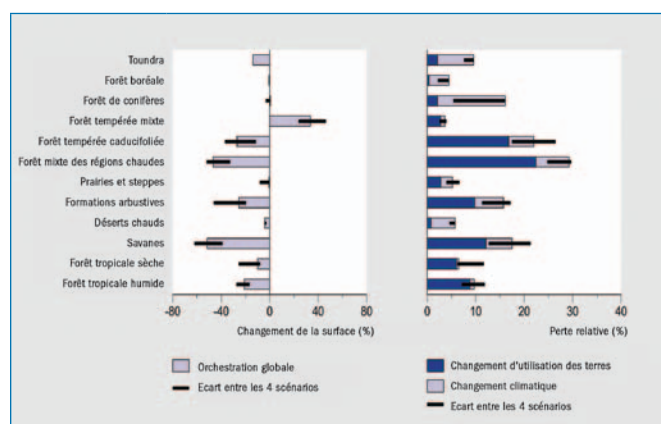 Toundra
Forêt boréale
Forêt de conifères
Forêt tempérée mixte
Forêt tempérée caducifoliée
Forêt mixte des régions chaudes
Prairies et steppes
Formations arbustives
Déserts chauds
Savanes
Forêt tropicale sèche
Forêt tropicale humide
-80 -40 0 40 80
Changement de la surface (%)
Orchestration globale
Ecart entre les 4 scénarios
0 10 20 30 40
Perte relative (%)
Changement d'utilisation des terres
Changement climatique
Ecart entre les 4 scénarios